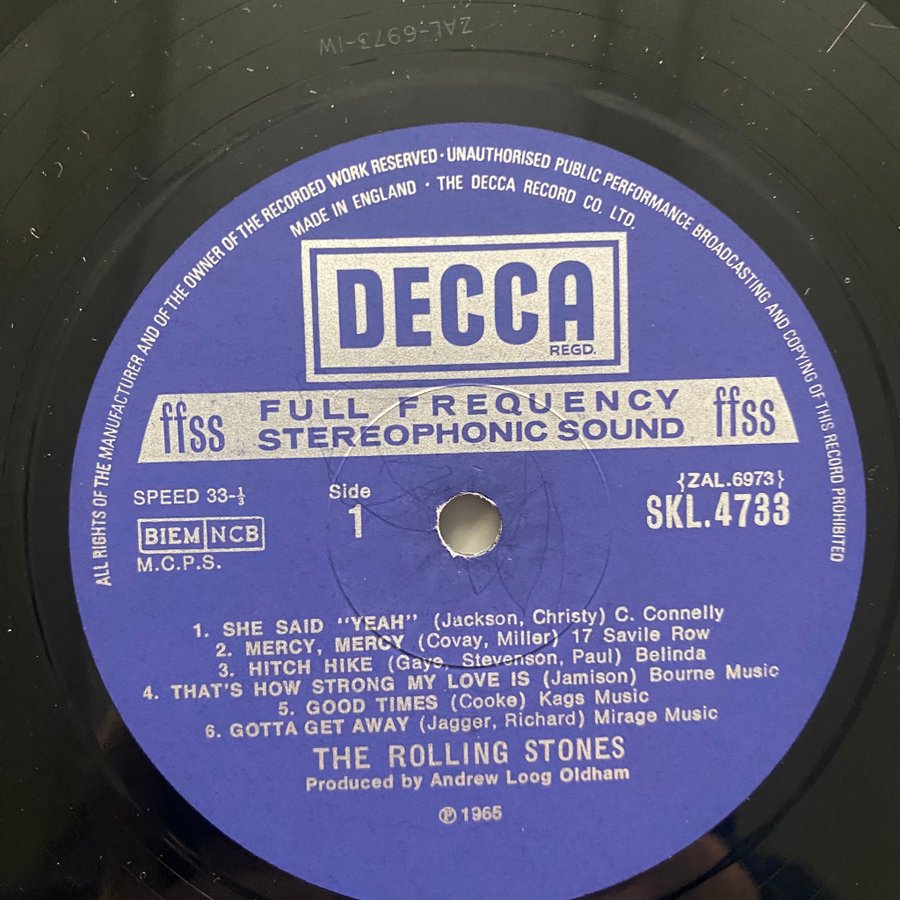 ZAL-6973-1W
ALL RIGHTS OF THE MANUFACTURER AND OF THE OWNER OF THE RECORDED WORK RESERVED · UNAUTHORISED PUBLIC PERFORMANCE BROADCASTING AND COPYING OF THIS RECORD PROHIBITED
MADE IN ENGLAND · THE DECCA RECORD CO. LTD.
DECCA
REGD.
ffss FULL FREQUENCY STEREOPHONIC SOUND ffss
SPEED 33-⅓
Side
1
{ZAL.6973}
SKL.4733
BIEM NCB
M.C.P.S.
1. SHE SAID "YEAH" (Jackson, Christy) C. Connelly
2. MERCY, MERCY (Covay, Miller) 17 Savile Row
3. HITCH HIKE (Gaye, Stevenson, Paul) Belinda
4. THAT'S HOW STRONG MY LOVE IS (Jamison) Bourne Music
5. GOOD TIMES (Cooke) Kags Music
6. GOTTA GET AWAY (Jagger, Richard) Mirage Music
THE ROLLING STONES
Produced by Andrew Loog Oldham
℗ 1965